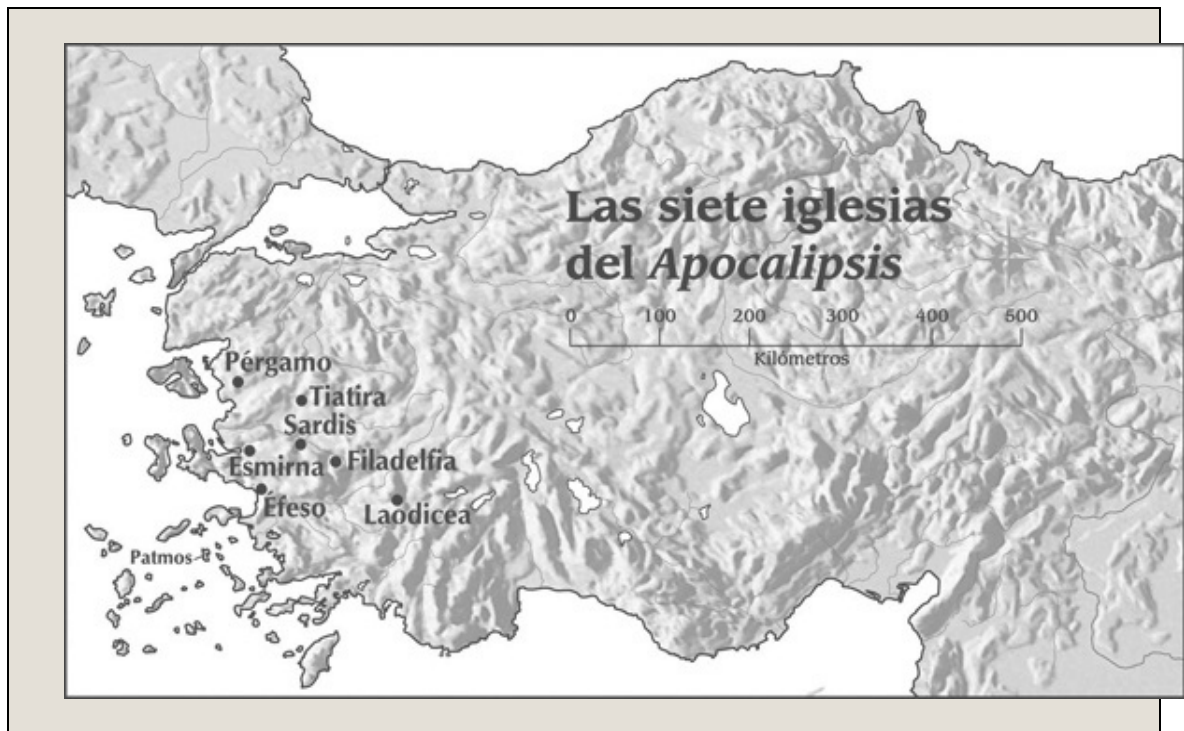 Las siete iglesias
del Apocalipsis
0 100 200 300 400 500
Kilómetros
Pérgamo
Tiatira
Sardis
Esmirna
Filadelfia
Éfeso
Laodicea
Patmos